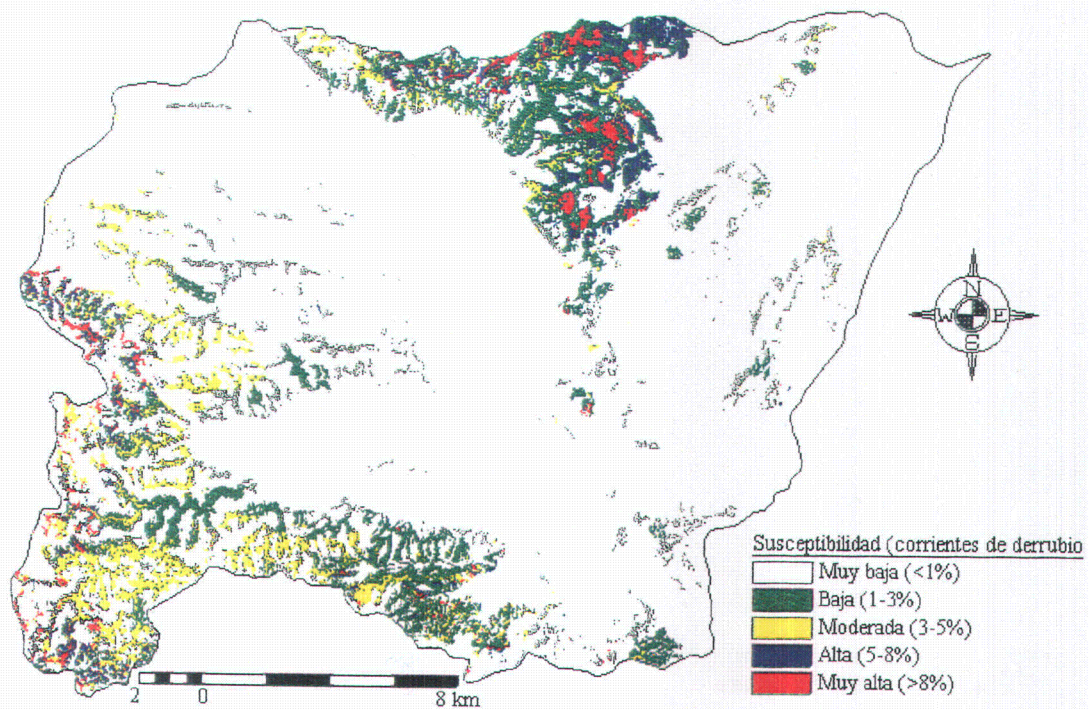 N
W E
S
Susceptibilidad (corrientes de derrubio
Muy baja (<1%)
Baja (1-3%)
Moderada (3-5%)
Alta (5-8%)
Muy alta (>8%)
2 0 8 km